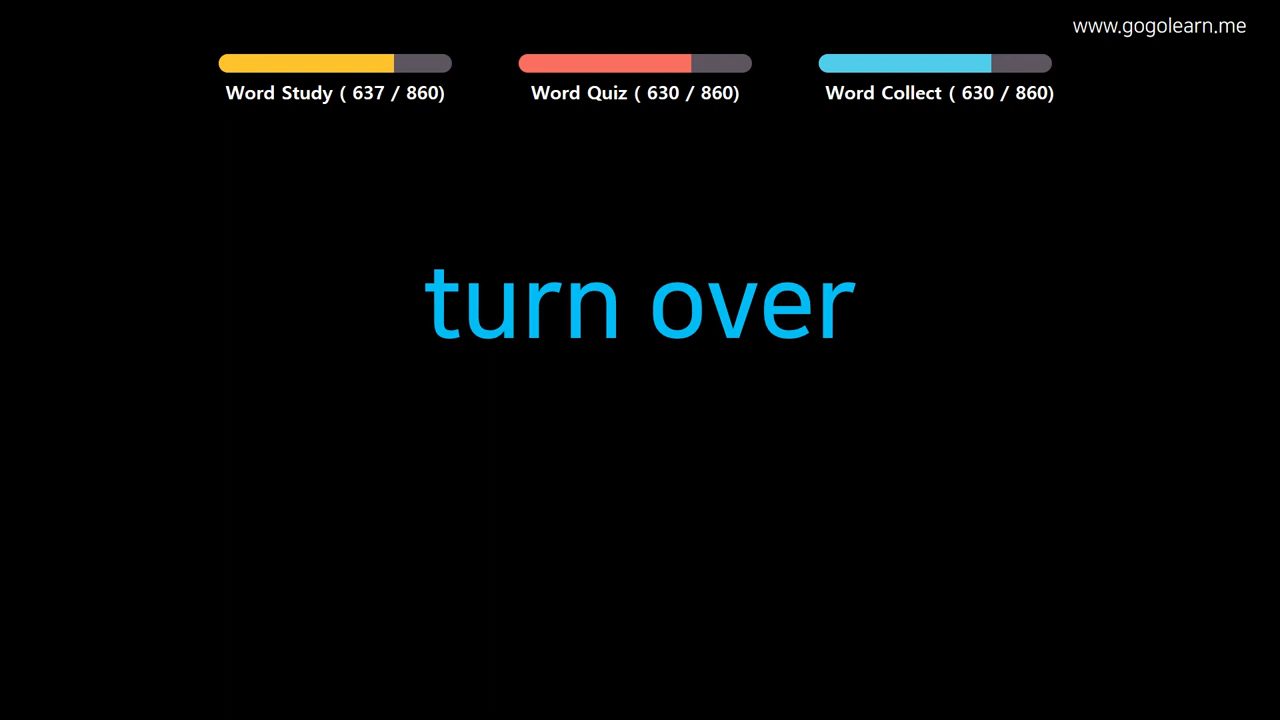 www.gogolearn.me
Word Study ( 637 / 860)
Word Quiz ( 630 / 860)
Word Collect ( 630 / 860)
turn over